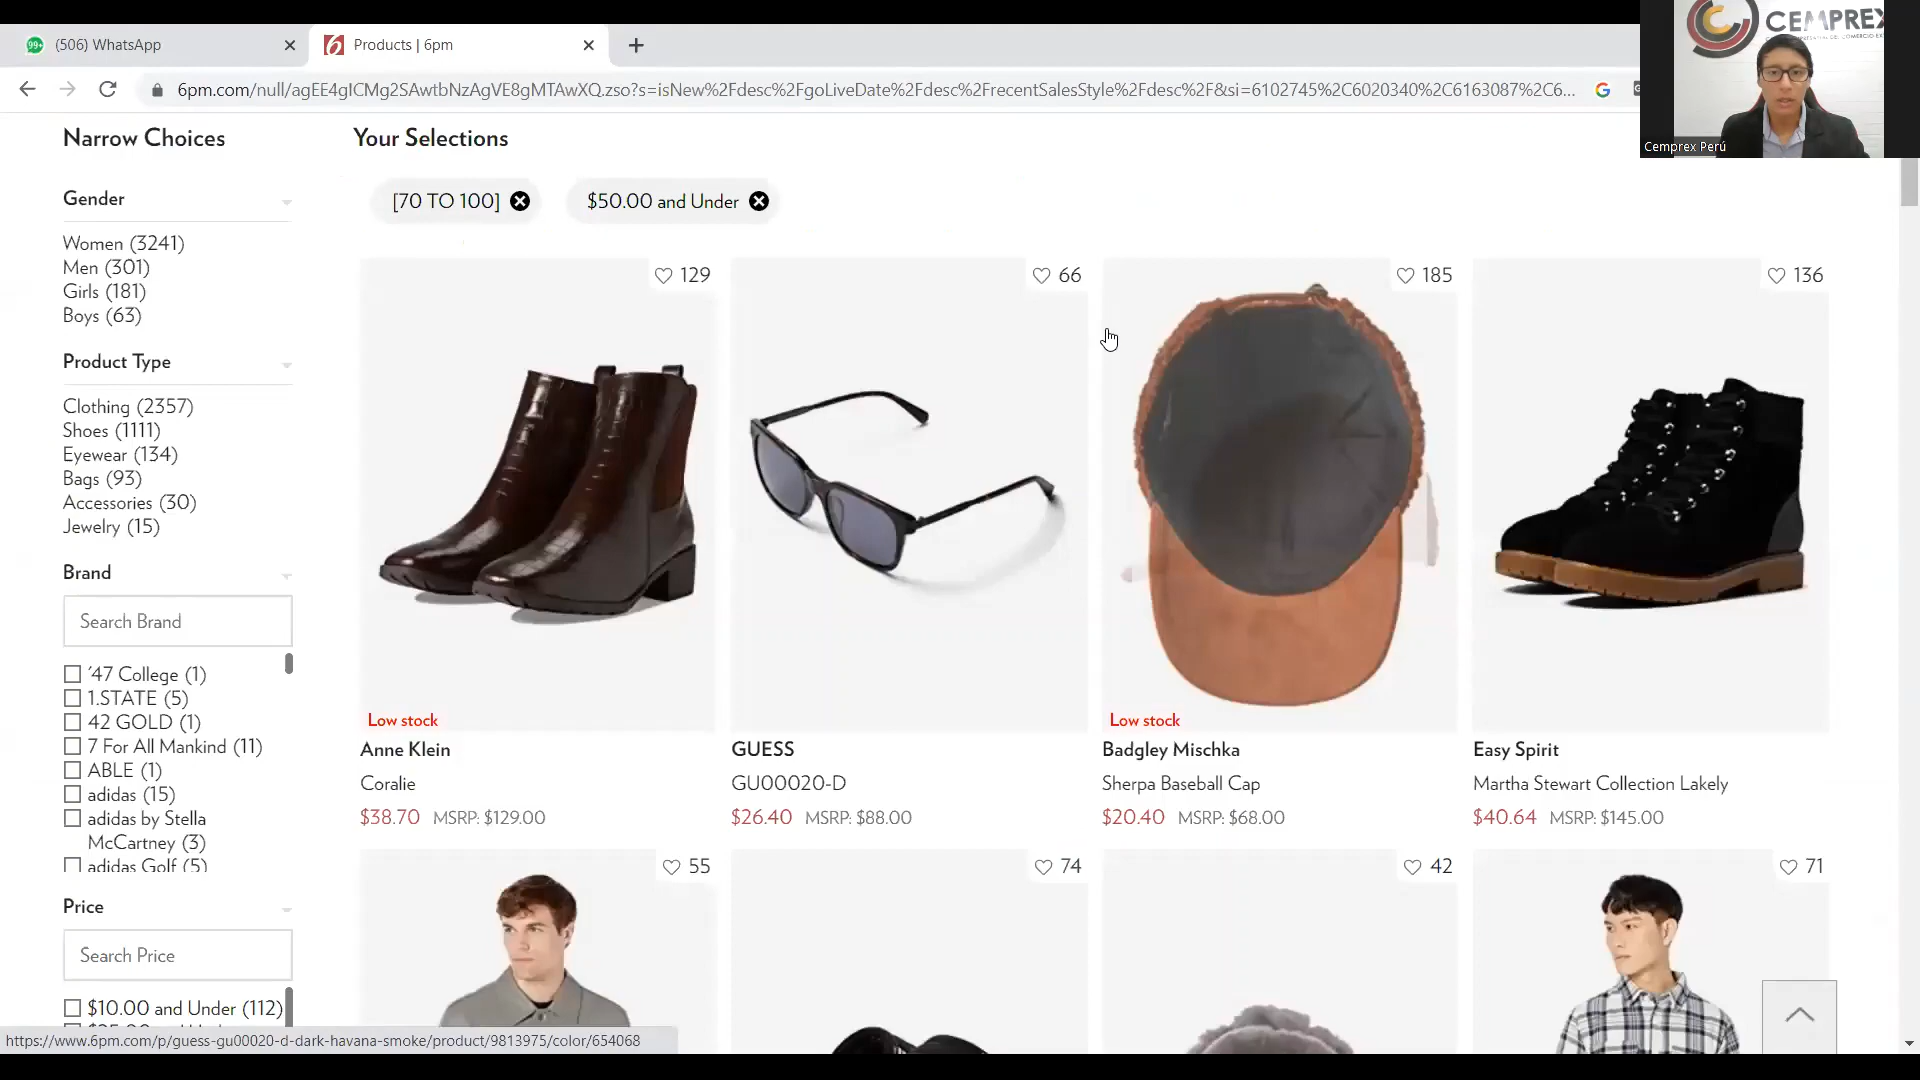 (506) WhatsApp
Products | 6pm
6pm.com/null/agEE4gICMg2SAwtbNzAgVE8gMTAwXQ.zso?s=isNew%2Fdesc%2FgoLiveDate%2Fdesc%2FrecentSalesStyle%2Fdesc%2F&si=6102745%2C6020340%2C6163087%2C6...
CEMPREX
Cemprex Perú
Narrow Choices
Your Selections
[70 TO 100]
$50.00 and Under
Gender
Women (3241)
Men (301)
Girls (181)
Boys (63)
Product Type
Clothing (2357)
Shoes (1111)
Eyewear (134)
Bags (93)
Accessories (30)
Jewelry (15)
Brand
Search Brand
'47 College (1)
1.STATE (5)
42 GOLD (1)
7 For All Mankind (11)
ABLE (1)
adidas (15)
adidas by Stella
McCartney (3)
adidas Golf (5)
Price
Search Price
$10.00 and Under (112)
129
66
185
136
Low stock
Low stock
Anne Klein
Coralie
$38.70 MSRP: $129.00
GUESS
GU00020-D
$26.40 MSRP: $88.00
Badgley Mischka
Sherpa Baseball Cap
$20.40 MSRP: $68.00
Easy Spirit
Martha Stewart Collection Lakely
$40.64 MSRP: $145.00
55
74
42
71
https://www.6pm.com/p/guess-gu00020-d-dark-havana-smoke/product/9813975/color/654068